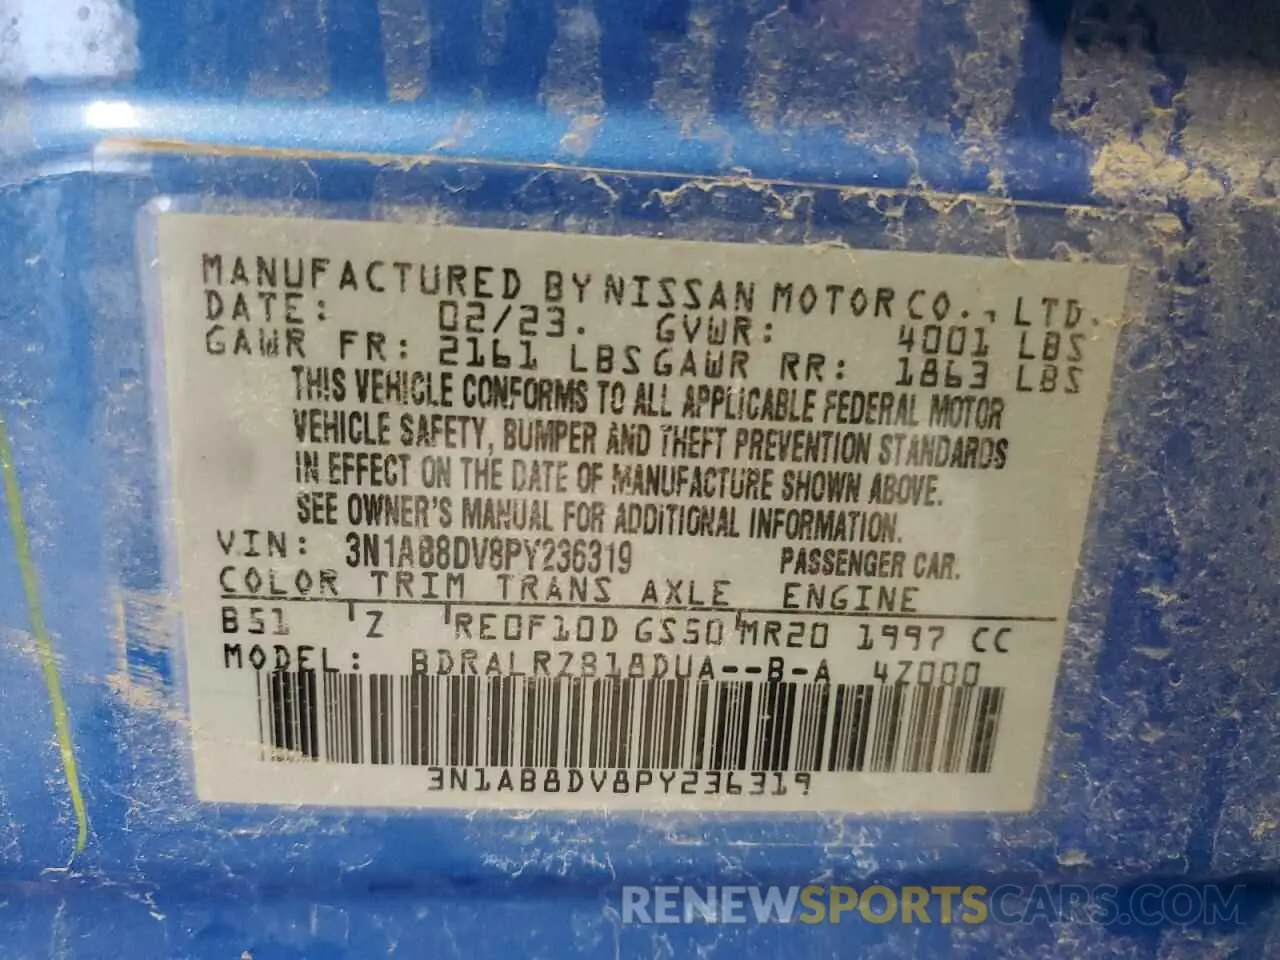 MANUFACTURED BY NISSAN MOTOR CO., LTD.
DATE: 02/23. GVWR: 4001 LBS
GAWR FR: 2161 LBS GAWR RR: 1863 LBS
THIS VEHICLE CONFORMS TO ALL APPLICABLE FEDERAL MOTOR
VEHICLE SAFETY, BUMPER AND THEFT PREVENTION STANDARDS
IN EFFECT ON THE DATE OF MANUFACTURE SHOWN ABOVE.
SEE OWNER'S MANUAL FOR ADDITIONAL INFORMATION.
VIN: 3N1AB8DV8PY236319 PASSENGER CAR.
COLOR TRIM TRANS AXLE ENGINE
B51 Z RE0F10D GS50 MR20 1997 CC
MODEL: BDRALRZ818DUA--B-A 4Z000
3N1AB8DV8PY236319
RENEWSPORTSCARS.COM